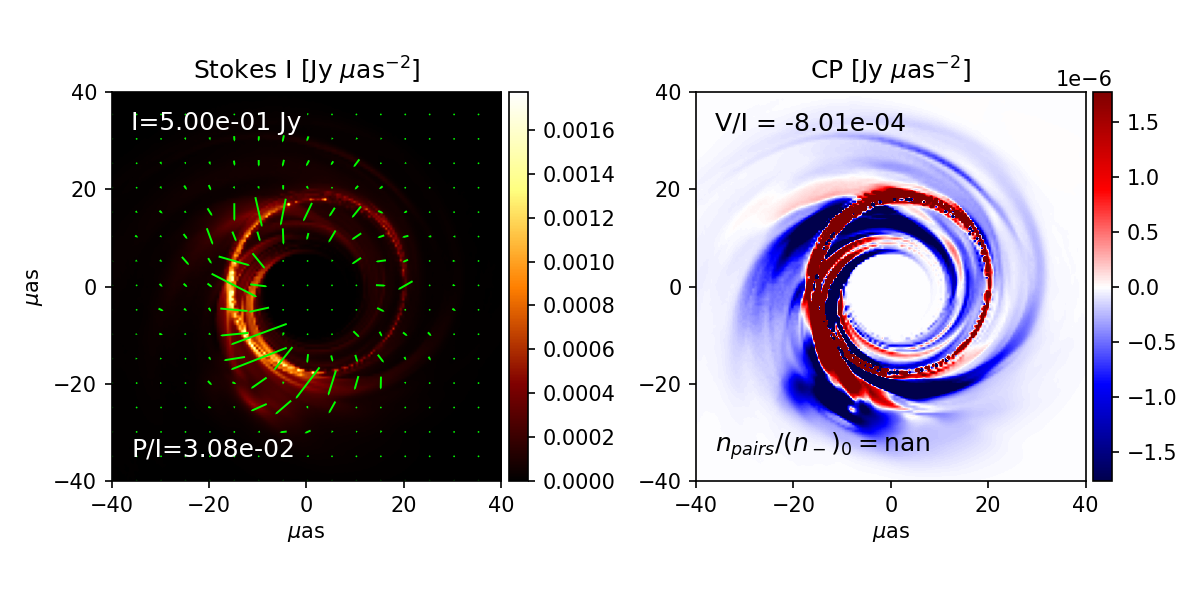 Stokes I [Jy μas⁻²]
I=5.00e-01 Jy
P/I=3.08e-02
40
20
0
−20
−40
μas
−40 −20 0 20 40
μas
0.0016
0.0014
0.0012
0.0010
0.0008
0.0006
0.0004
0.0002
0.0000
CP [Jy μas⁻²]
1e−6
V/I = -8.01e-04
n_{pairs}/(n_−)_0 = nan
40
20
0
−20
−40
−40 −20 0 20 40
μas
1.5
1.0
0.5
0.0
−0.5
−1.0
−1.5